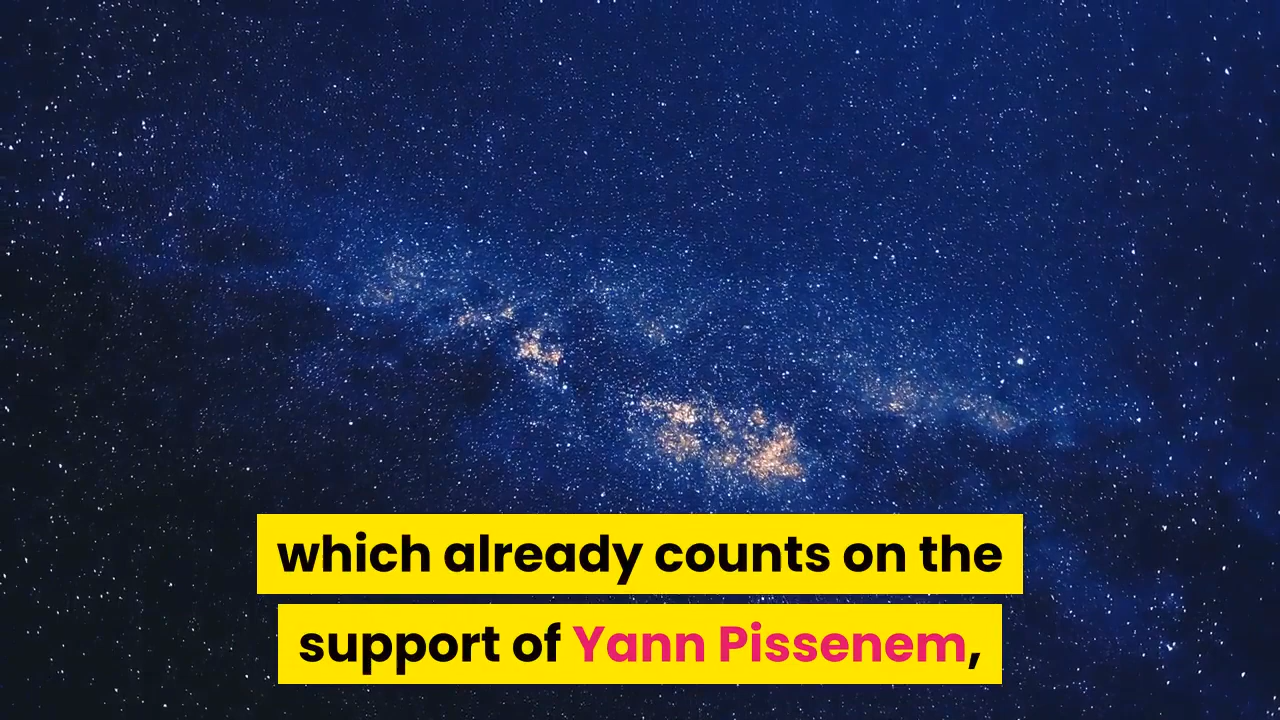 which already counts on the
support of Yann Pissenem,